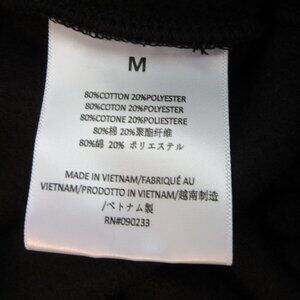 M
80%COTTON 20%POLYESTER
80%COTON 20%POLYESTER
80%COTONE 20%POLIESTERE
80%棉 20%聚酯纤维
80%綿 20% ポリエステル
MADE IN VIETNAM/FABRIQUÉ AU
VIETNAM/PRODOTTO IN VIETNAM/越南制造
/ベトナム製
RN#090233